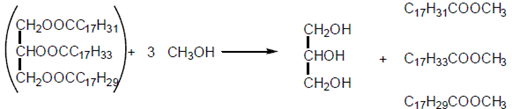 CH₂OOCC₁₇H₃₁
CHOOCC₁₇H₃₃ + 3 CH₃OH
CH₂OOCC₁₇H₂₉
CH₂OH
CHOH
CH₂OH
+
C₁₇H₃₁COOCH₃
C₁₇H₃₃COOCH₃
C₁₇H₂₉COOCH₃